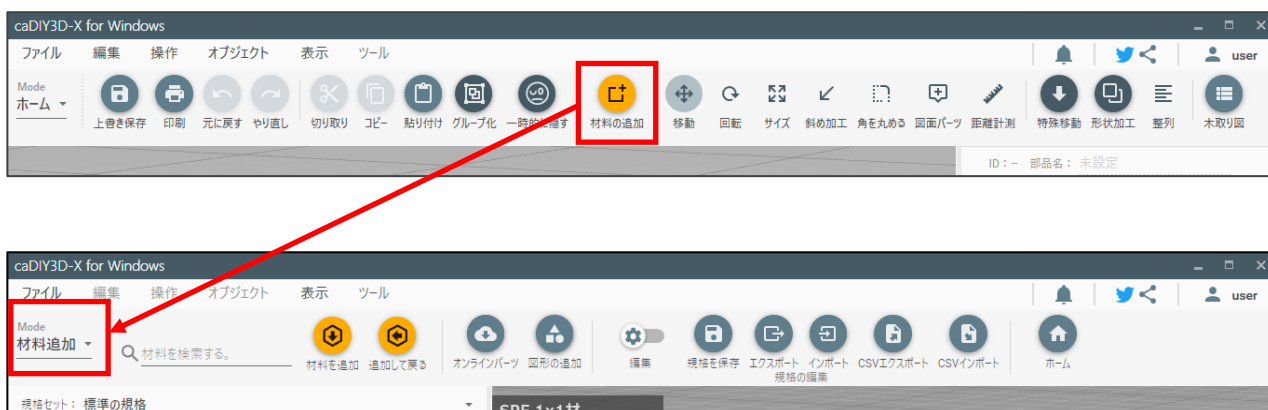 caDIY3D-X for Windows
ファイル 編集 操作 オブジェクト 表示 ツール user
Mode
ホーム
上書き保存 印刷 元に戻す やり直し 切り取り コピー 貼り付け グループ化 一時的に隠す 材料の追加 移動 回転 サイズ 斜め加工 角を丸める 図面パーツ 距離計測 特殊移動 形状加工 整列 木取り図
ID:- 部品名: 未設定
caDIY3D-X for Windows
ファイル 編集 操作 オブジェクト 表示 ツール user
Mode
材料追加
材料を検索する。
材料を追加 追加して戻る オンラインパーツ 図形の追加 編集 規格を保存 エクスポート インポート CSVエクスポート CSVインポート ホーム
規格の編集
規格セット: 標準の規格
SPF 1x1材